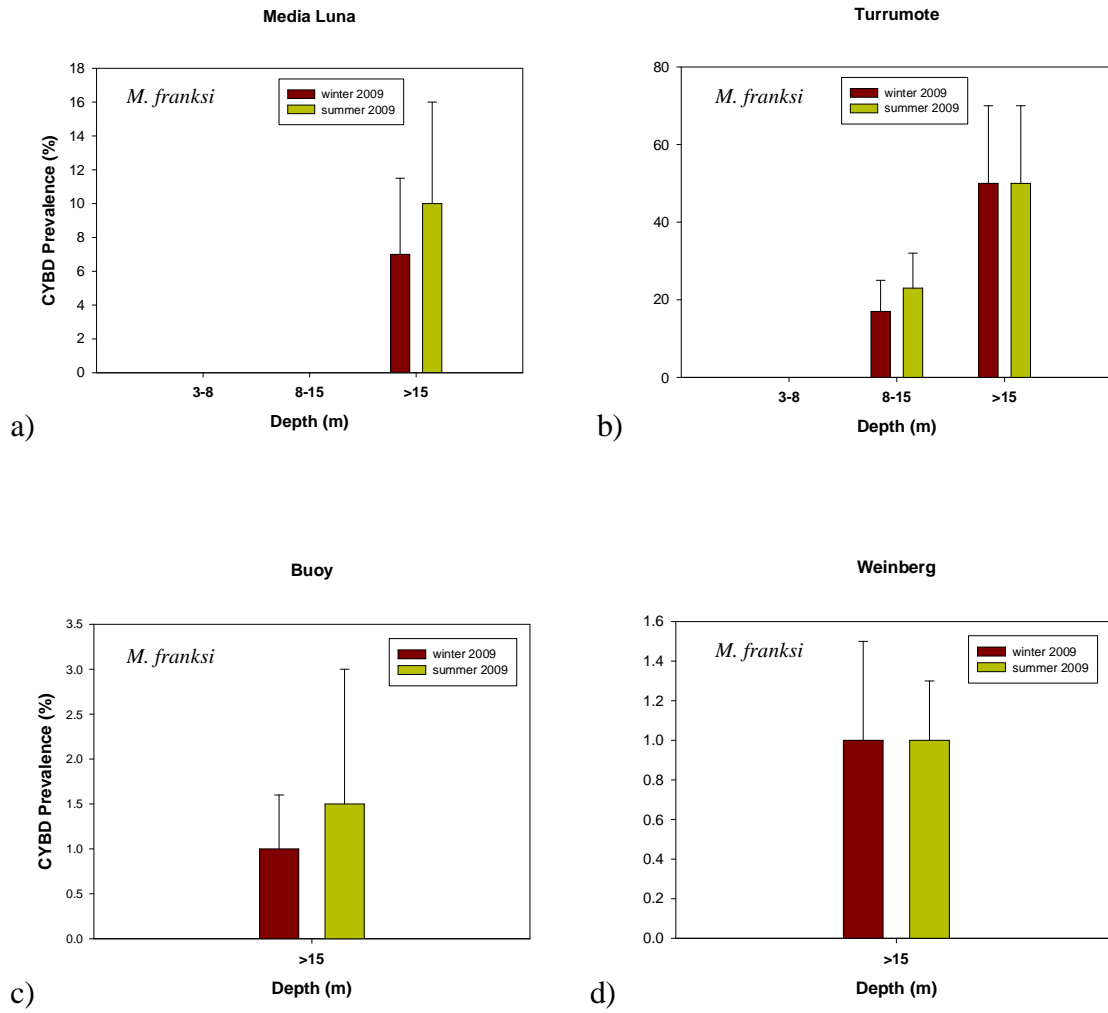 Media Luna
M. franksi
winter 2009
summer 2009
18
16
14
12
10
8
6
4
2
0
CYBD Prevalence (%)
3-8 8-15 >15
Depth (m)
a)
Turrumote
M. franksi
winter 2009
summer 2009
80
60
40
20
0
3-8 8-15 >15
Depth (m)
b)
Buoy
M. franksi
winter 2009
summer 2009
3.5
3.0
2.5
2.0
1.5
1.0
0.5
0.0
CYBD Prevalence (%)
>15
Depth (m)
c)
Weinberg
M. franksi
winter 2009
summer 2009
1.6
1.4
1.2
1.0
0.8
0.6
0.4
0.2
0.0
>15
Depth (m)
d)